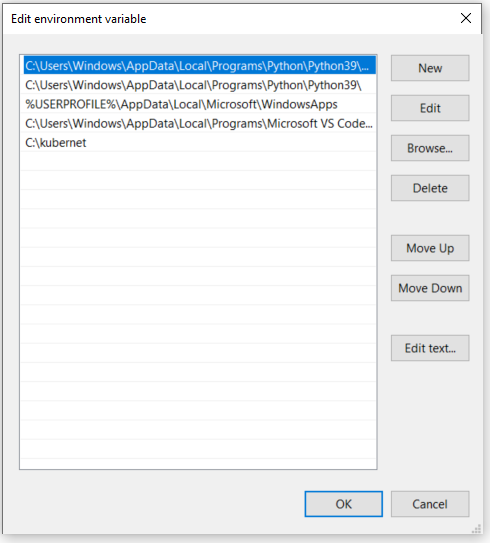 Edit environment variable
C:\Users\Windows\AppData\Local\Programs\Python\Python39\...
C:\Users\Windows\AppData\Local\Programs\Python\Python39\
%USERPROFILE%\AppData\Local\Microsoft\WindowsApps
C:\Users\Windows\AppData\Local\Programs\Microsoft VS Code...
C:\kubernet
New
Edit
Browse...
Delete
Move Up
Move Down
Edit text...
OK
Cancel